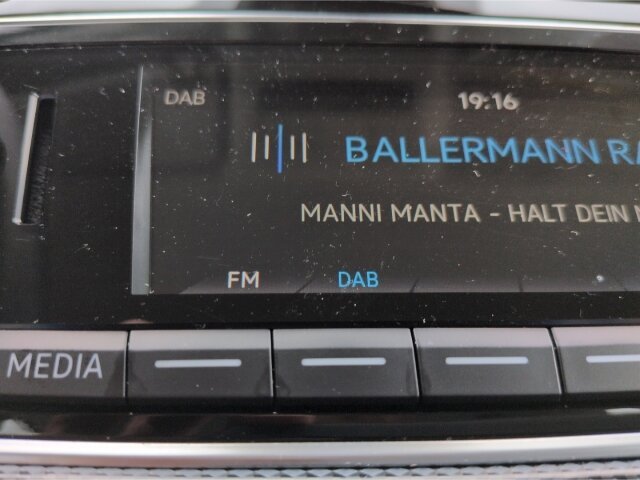 DAB 19:16
BALLERMANN
MANNI MANTA - HALT DEIN
FM DAB
MEDIA